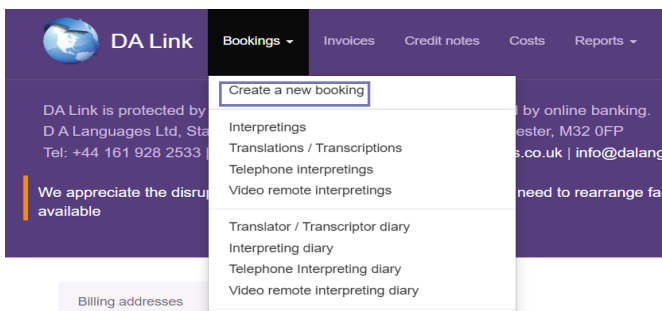 DA Link Bookings Invoices Credit notes Costs Reports
Create a new booking
DA Link is protected by
d by online banking.
Interpretings
D A Languages Ltd, Sta
ester, M32 0FP
Translations / Transcriptions
Tel: +44 161 928 2533 |
s.co.uk | info@dalang
Telephone interpretings
Video remote interpretings
We appreciate the disrup
need to rearrange fa
available
Translator / Transcriptor diary
Interpreting diary
Telephone Interpreting diary
Video remote interpreting diary
Billing addresses